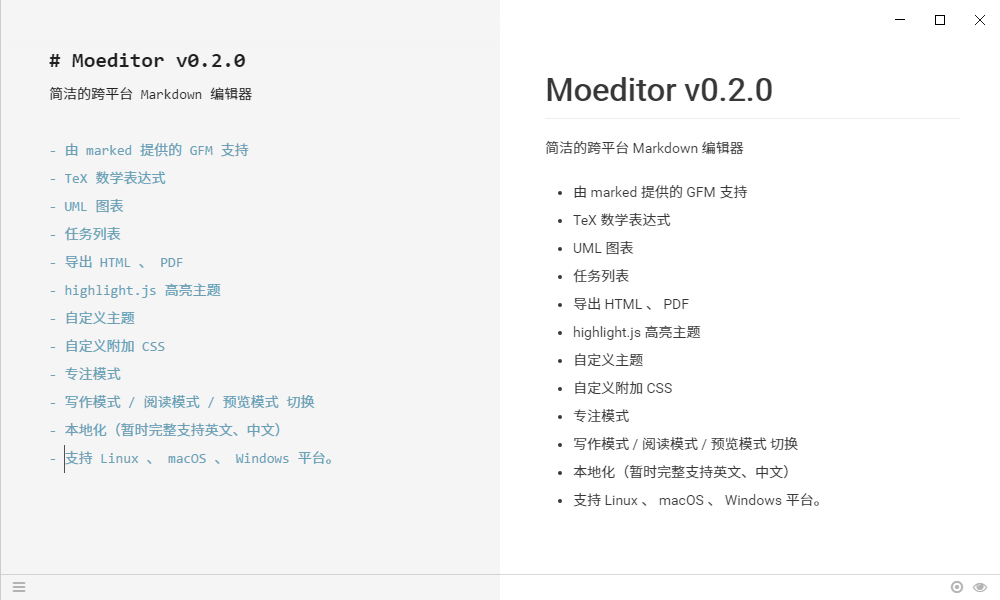 # Moeditor v0.2.0
简洁的跨平台 Markdown 编辑器
- 由 marked 提供的 GFM 支持
- TeX 数学表达式
- UML 图表
- 任务列表
- 导出 HTML 、 PDF
- highlight.js 高亮主题
- 自定义主题
- 自定义附加 CSS
- 专注模式
- 写作模式 / 阅读模式 / 预览模式 切换
- 本地化（暂时完整支持英文、中文）
- 支持 Linux 、 macOS 、 Windows 平台。
Moeditor v0.2.0
简洁的跨平台 Markdown 编辑器
• 由 marked 提供的 GFM 支持
• TeX 数学表达式
• UML 图表
• 任务列表
• 导出 HTML 、 PDF
• highlight.js 高亮主题
• 自定义主题
• 自定义附加 CSS
• 专注模式
• 写作模式 / 阅读模式 / 预览模式 切换
• 本地化（暂时完整支持英文、中文）
• 支持 Linux 、 macOS 、 Windows 平台。